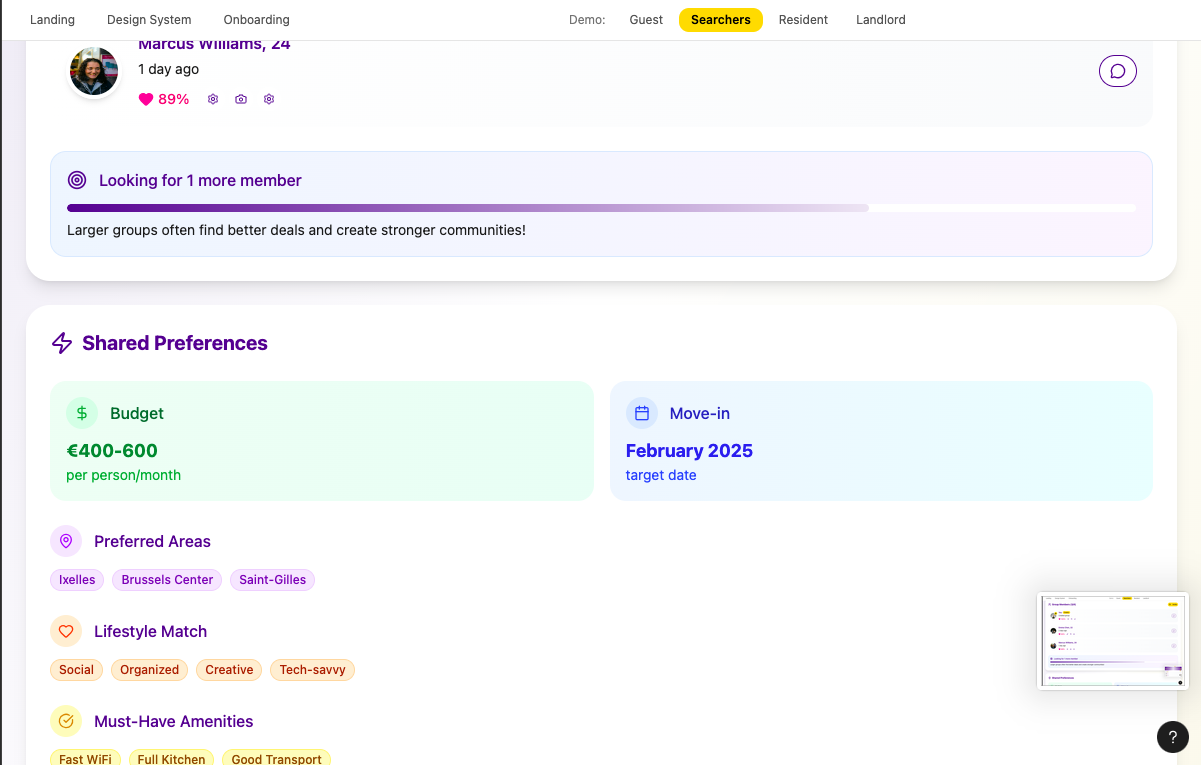 Landing Design System Onboarding Demo: Guest Searchers Resident Landlord
Marcus Williams, 24
1 day ago
89%
Looking for 1 more member
Larger groups often find better deals and create stronger communities!
Shared Preferences
Budget
€400-600
per person/month
Move-in
February 2025
target date
Preferred Areas
Ixelles Brussels Center Saint-Gilles
Lifestyle Match
Social Organized Creative Tech-savvy
Must-Have Amenities
Fast WiFi Full Kitchen Good Transport
?